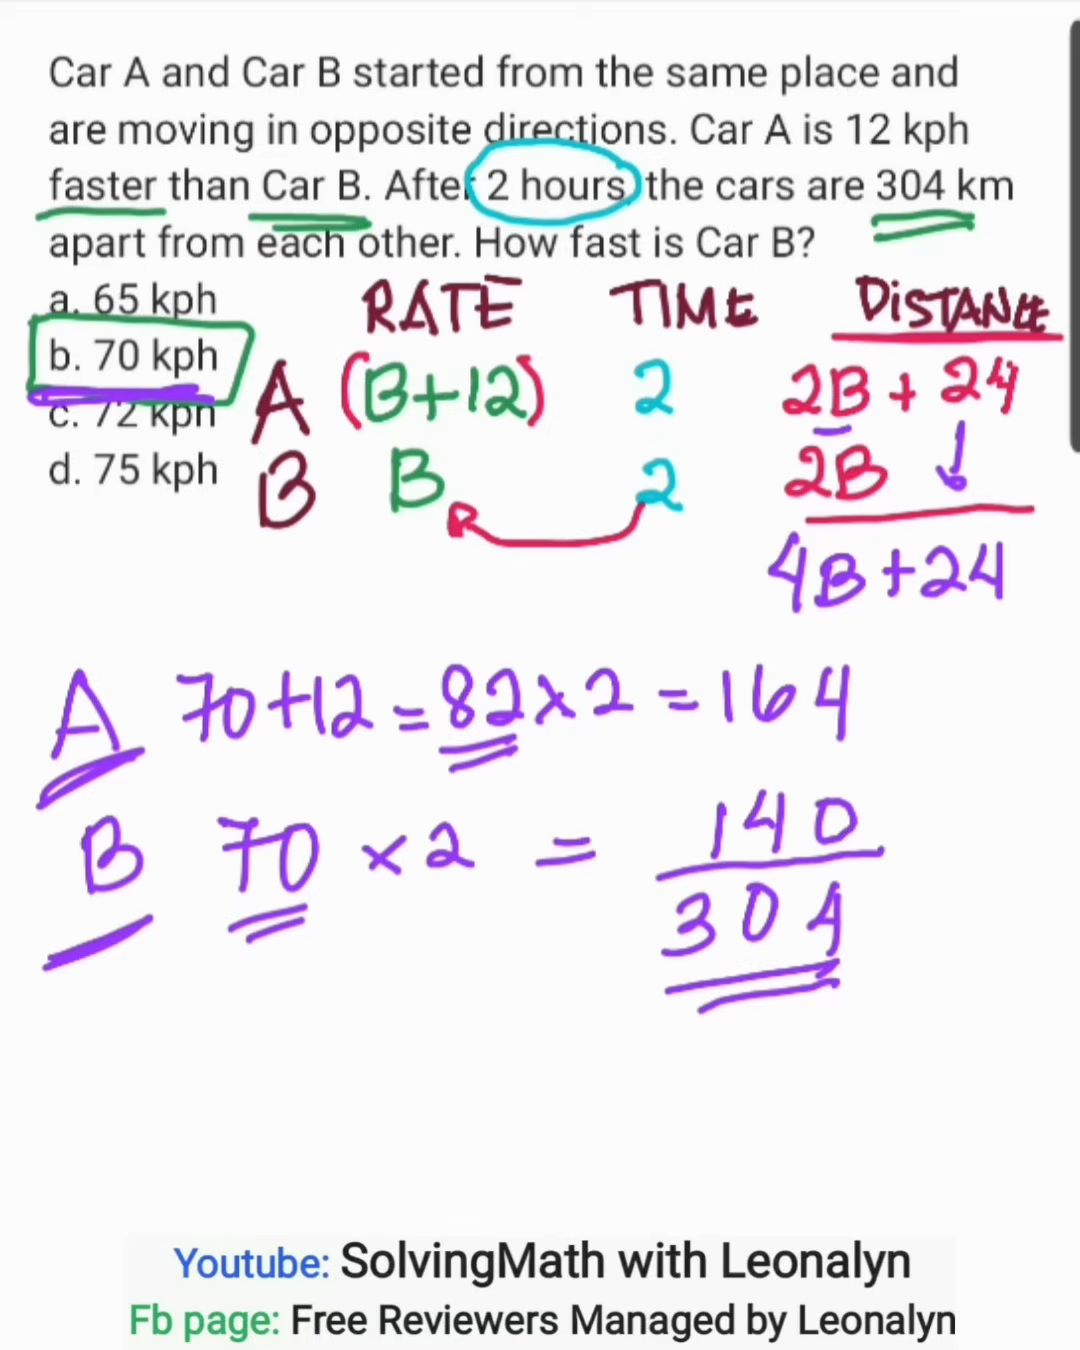 Car A and Car B started from the same place and
are moving in opposite directions. Car A is 12 kph
faster than Car B. After 2 hours the cars are 304 km
apart from each other. How fast is Car B?
a. 65 kph
b. 70 kph
c. 72 kph
d. 75 kph
RATE TIME DiSTANCE
A (B+12) 2 2B + 24
B B 2 2B
4B+24
A 70+12=82x2=164
B 70 x 2 = 140
304
Youtube: SolvingMath with Leonalyn
Fb page: Free Reviewers Managed by Leonalyn